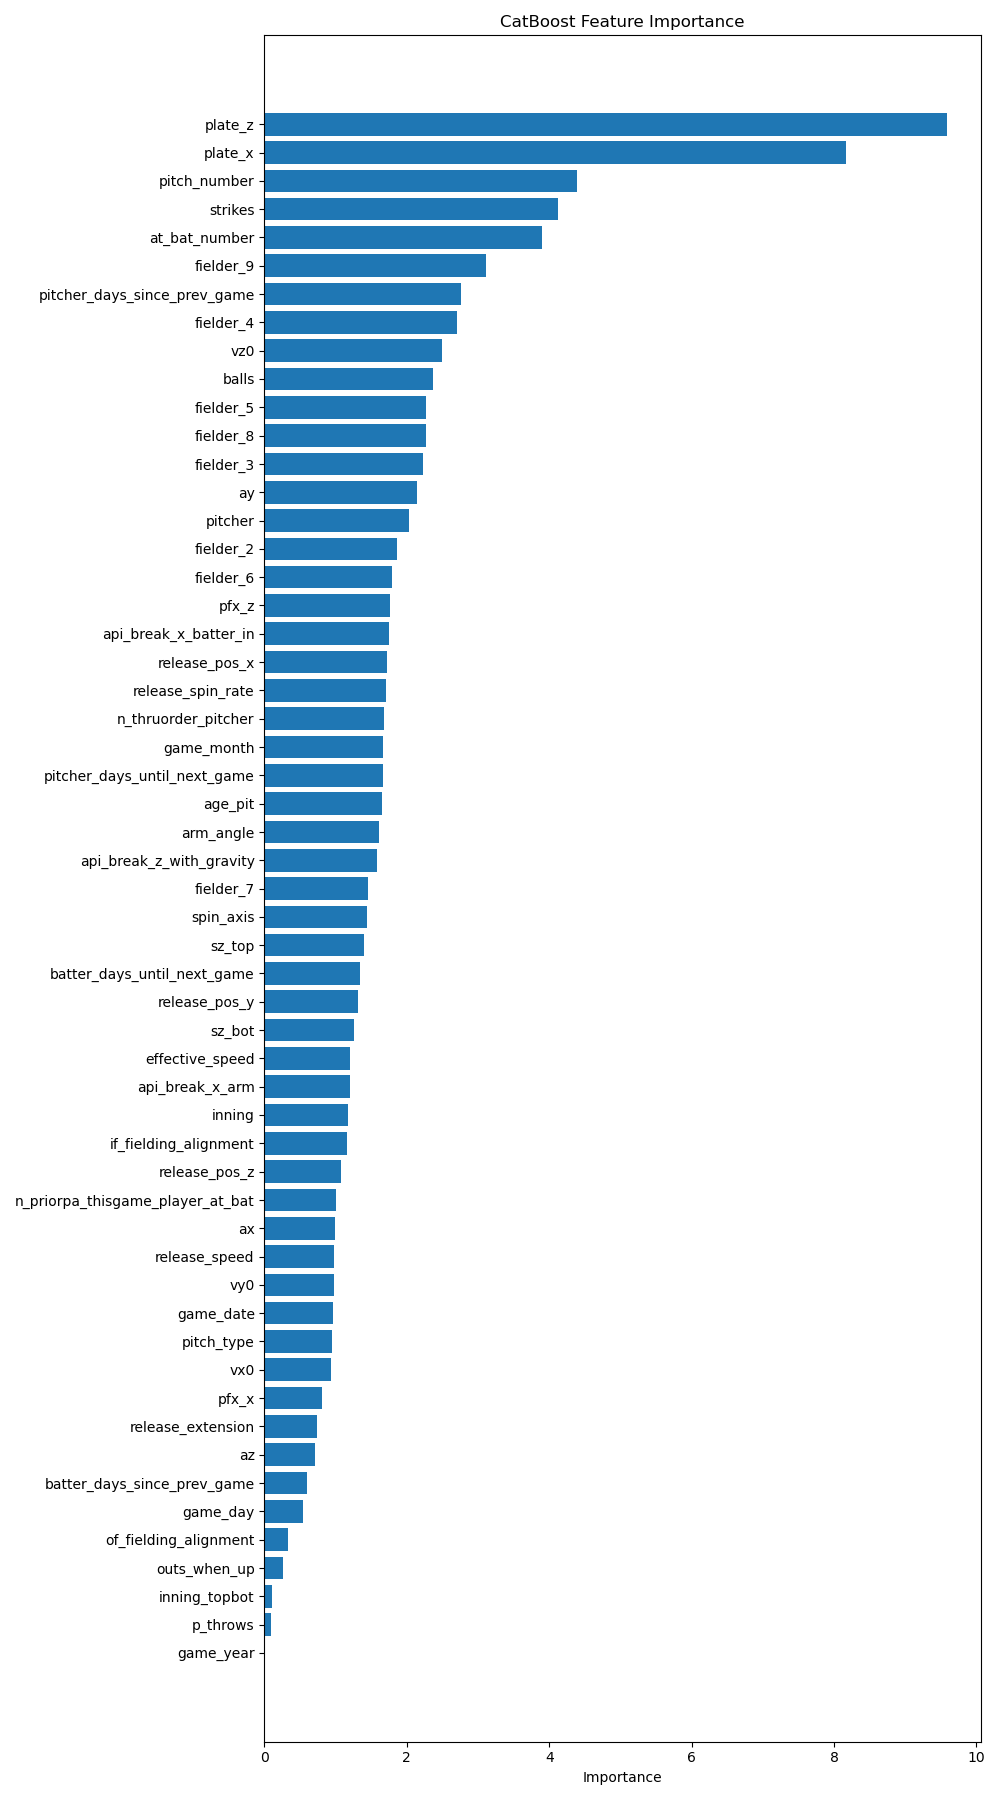 CatBoost Feature Importance
plate_z
plate_x
pitch_number
strikes
at_bat_number
fielder_9
pitcher_days_since_prev_game
fielder_4
vz0
balls
fielder_5
fielder_8
fielder_3
ay
pitcher
fielder_2
fielder_6
pfx_z
api_break_x_batter_in
release_pos_x
release_spin_rate
n_thruorder_pitcher
game_month
pitcher_days_until_next_game
age_pit
arm_angle
api_break_z_with_gravity
fielder_7
spin_axis
sz_top
batter_days_until_next_game
release_pos_y
sz_bot
effective_speed
api_break_x_arm
inning
if_fielding_alignment
release_pos_z
n_priorpa_thisgame_player_at_bat
ax
release_speed
vy0
game_date
pitch_type
vx0
pfx_x
release_extension
az
batter_days_since_prev_game
game_day
of_fielding_alignment
outs_when_up
inning_topbot
p_throws
game_year
0 2 4 6 8 10
Importance